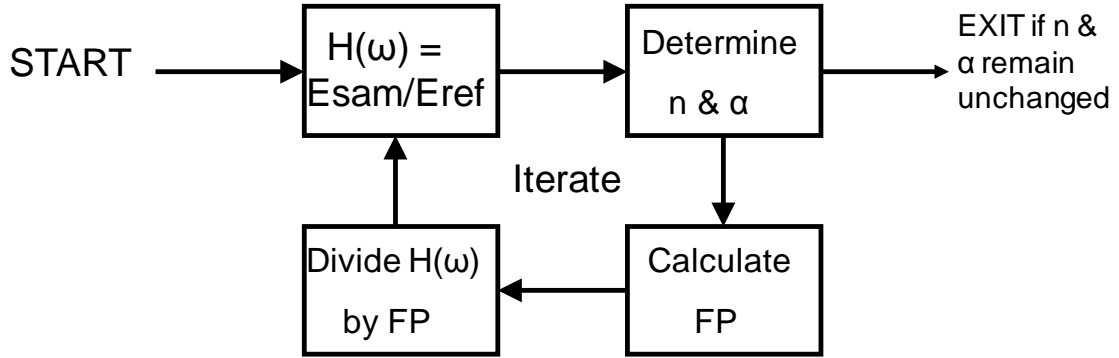 START
H(ω) =
Esam/Eref
Determine
n & α
EXIT if n &
α remain
unchanged
Iterate
Divide H(ω)
by FP
Calculate
FP